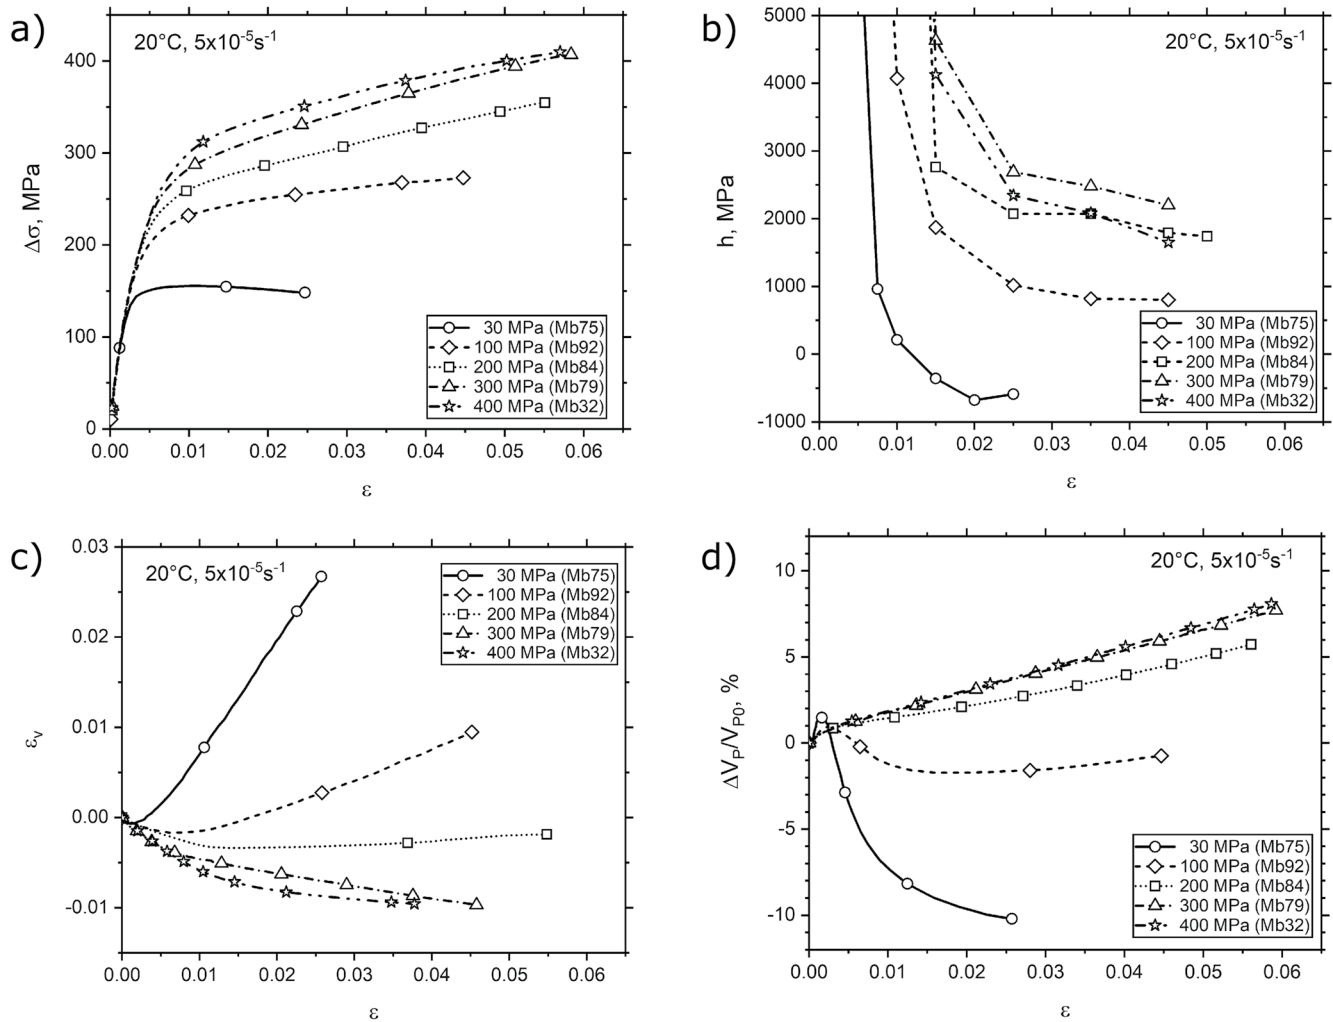 a)
20°C, 5x10⁻⁵s⁻¹
400
300
200
100
0
Δσ, MPa
30 MPa (Mb75)
100 MPa (Mb92)
200 MPa (Mb84)
300 MPa (Mb79)
400 MPa (Mb32)
0.00 0.01 0.02 0.03 0.04 0.05 0.06
ε
b)
20°C, 5x10⁻⁵s⁻¹
5000
4000
3000
2000
1000
0
-1000
h, MPa
30 MPa (Mb75)
100 MPa (Mb92)
200 MPa (Mb84)
300 MPa (Mb79)
400 MPa (Mb32)
0.00 0.01 0.02 0.03 0.04 0.05 0.06
ε
c)
20°C, 5x10⁻⁵s⁻¹
0.03
0.02
0.01
0.00
-0.01
εᵥ
30 MPa (Mb75)
100 MPa (Mb92)
200 MPa (Mb84)
300 MPa (Mb79)
400 MPa (Mb32)
0.00 0.01 0.02 0.03 0.04 0.05 0.06
ε
d)
20°C, 5x10⁻⁵s⁻¹
10
5
0
-5
-10
ΔV_P/V_P0, %
30 MPa (Mb75)
100 MPa (Mb92)
200 MPa (Mb84)
300 MPa (Mb79)
400 MPa (Mb32)
0.00 0.01 0.02 0.03 0.04 0.05 0.06
ε